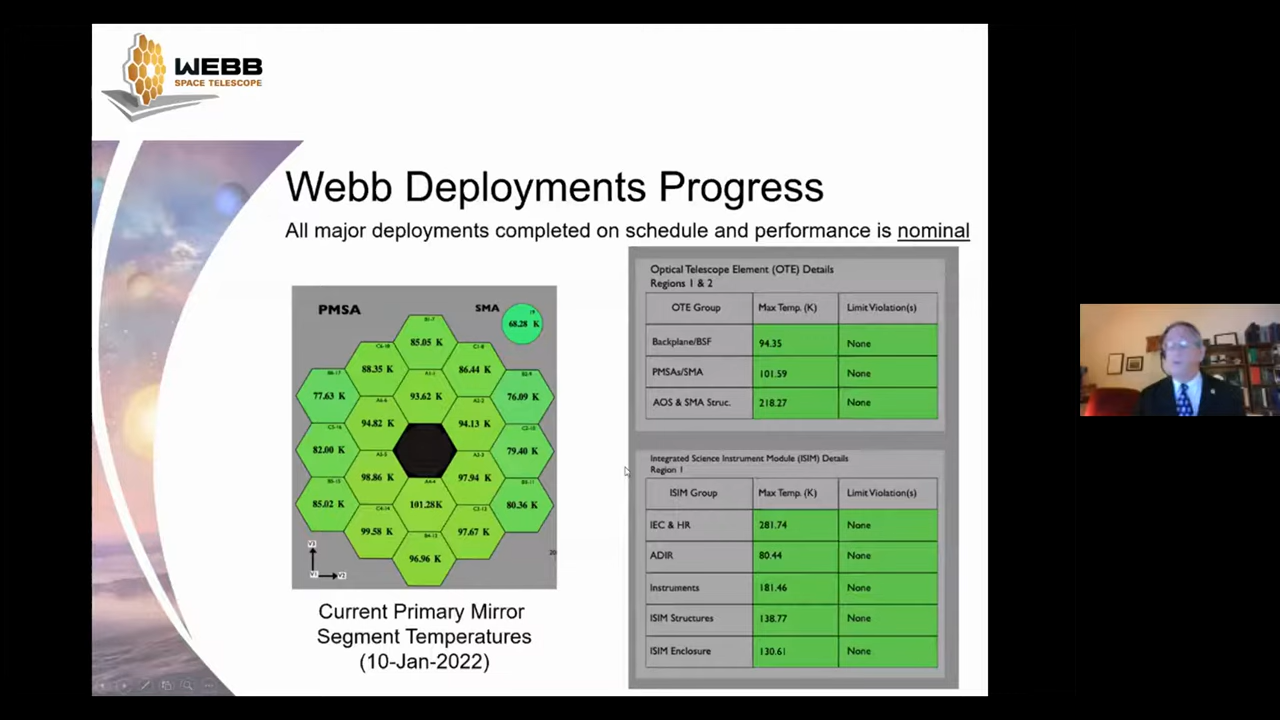 WEBB
SPACE TELESCOPE
Webb Deployments Progress
All major deployments completed on schedule and performance is nominal
PMSA
SMA
68.28 K
85.05 K
88.35 K
86.44 K
77.63 K
93.62 K
76.09 K
94.82 K
94.13 K
82.00 K
79.40 K
98.86 K
97.94 K
85.02 K
101.28K
80.36 K
99.58 K
97.67 K
96.96 K
V3
V1
V2
Current Primary Mirror
Segment Temperatures
(10-Jan-2022)
Optical Telescope Element (OTE) Details
Regions 1 & 2
OTE Group Max Temp. (K) Limit Violation(s)
Backplane/BSF 94.35 None
PMSAs/SMA 101.59 None
AOS & SMA Struc. 218.27 None
Integrated Science Instrument Module (ISIM) Details
Region 1
ISIM Group Max Temp. (K) Limit Violation(s)
IEC & HR 281.74 None
ADIR 80.44 None
Instruments 181.46 None
ISIM Structures 138.77 None
ISIM Enclosure 130.61 None